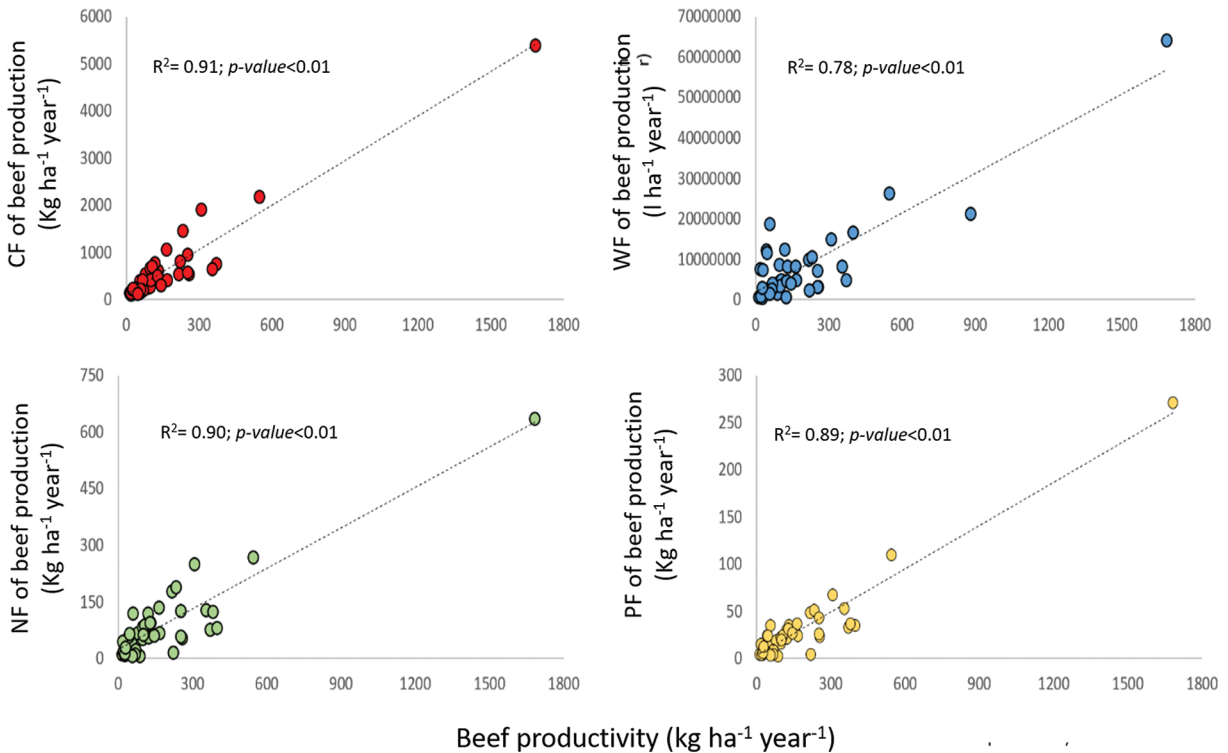 CF of beef production
(Kg ha-1 year-1)
6000
5000
4000
3000
2000
1000
0
R2= 0.91; p-value<0.01
0 300 600 900 1200 1500 1800
WF of beef production
r)
(l ha-1 year-1)
70000000
60000000
50000000
40000000
30000000
20000000
10000000
0
R2= 0.78; p-value<0.01
0 300 600 900 1200 1500 1800
NF of beef production
(Kg ha-1 year-1)
750
600
450
300
150
0
R2= 0.90; p-value<0.01
0 300 600 900 1200 1500 1800
PF of beef production
(Kg ha-1 year-1)
300
250
200
150
100
50
0
R2= 0.89; p-value<0.01
0 300 600 900 1200 1500 1800
Beef productivity (kg ha-1 year-1)